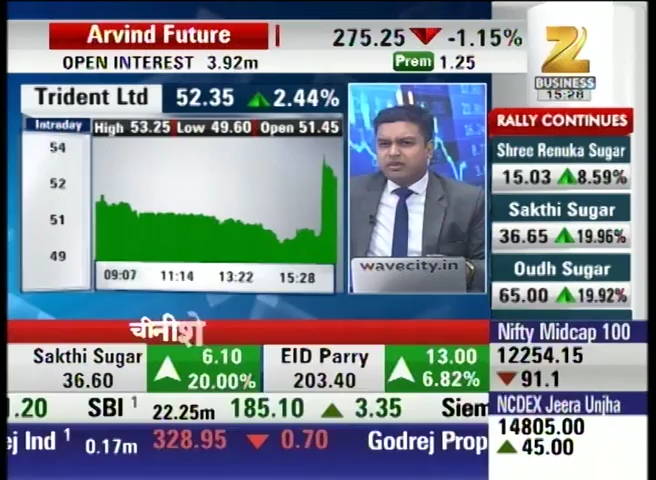 Arvind Future
275.25 -1.15%
OPEN INTEREST 3.92m
Prem 1.25
Z
BUSINESS
15:28
Trident Ltd 52.35 2.44%
Intraday High 53.25 Low 49.60 Open 51.45
54
52
51
49
09:07 11:14 13:22 15:28
wavecity.in
RALLY CONTINUES
Shree Renuka Sugar
15.03 8.59%
Sakthi Sugar
36.65 19.96%
Oudh Sugar
65.00 19.92%
चीनी शे
Sakthi Sugar 6.10 EID Parry 13.00
36.60 20.00% 203.40 6.82%
Nifty Midcap 100
12254.15
91.1
1.20 SBI 1 22.25m 185.10 3.35 Siem
NCDEX Jeera Unjha
14805.00
45.00
ej Ind 1 0.17m 328.95 0.70 Godrej Prop